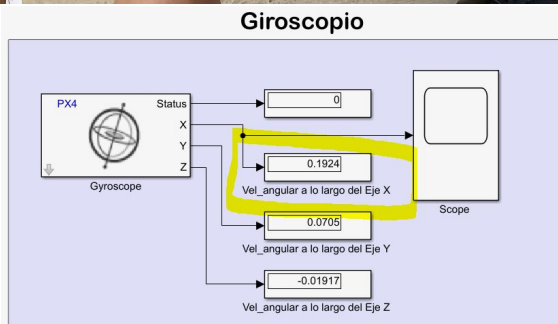 Giroscopio
PX4
Status
X
Y
Z
Gyroscope
0
0.1924
Vel_angular a lo largo del Eje X
0.0705
Vel_angular a lo largo del Eje Y
-0.01917
Vel_angular a lo largo del Eje Z
Scope